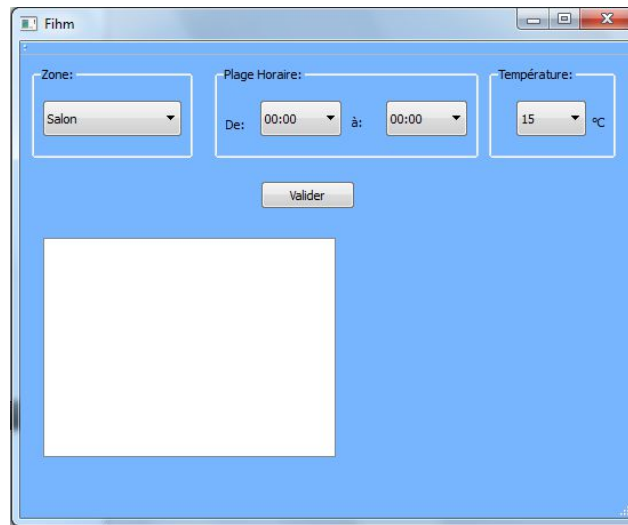 Fihm
Zone: Plage Horaire: Température:
Salon De: 00:00 à: 00:00 15 °C
Valider